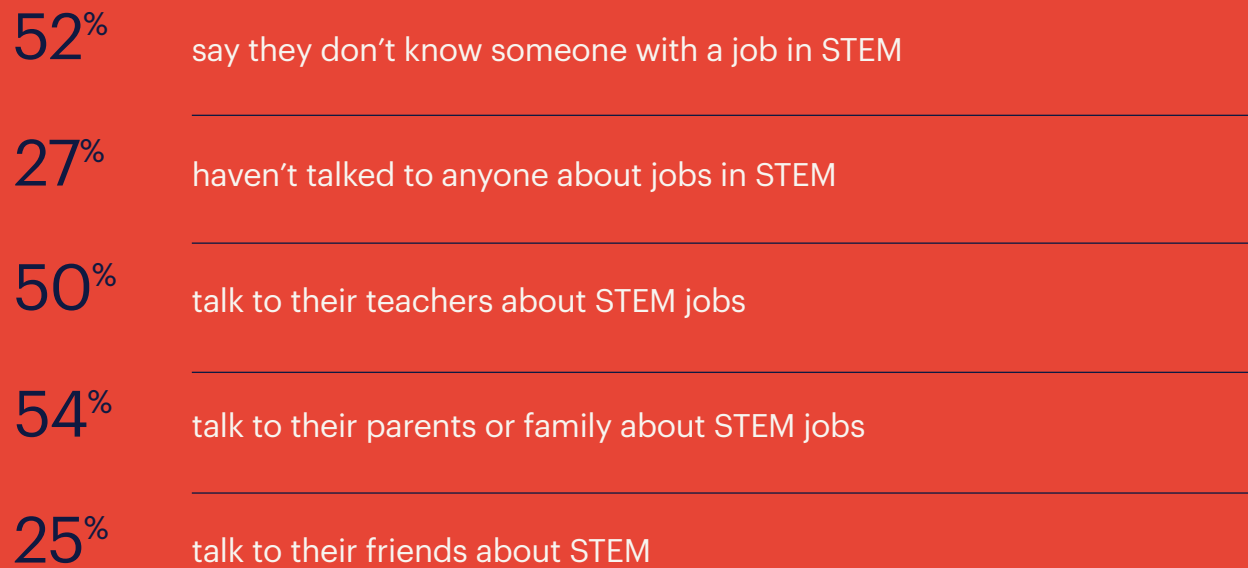 52% say they don’t know someone with a job in STEM
27% haven’t talked to anyone about jobs in STEM
50% talk to their teachers about STEM jobs
54% talk to their parents or family about STEM jobs
25% talk to their friends about STEM